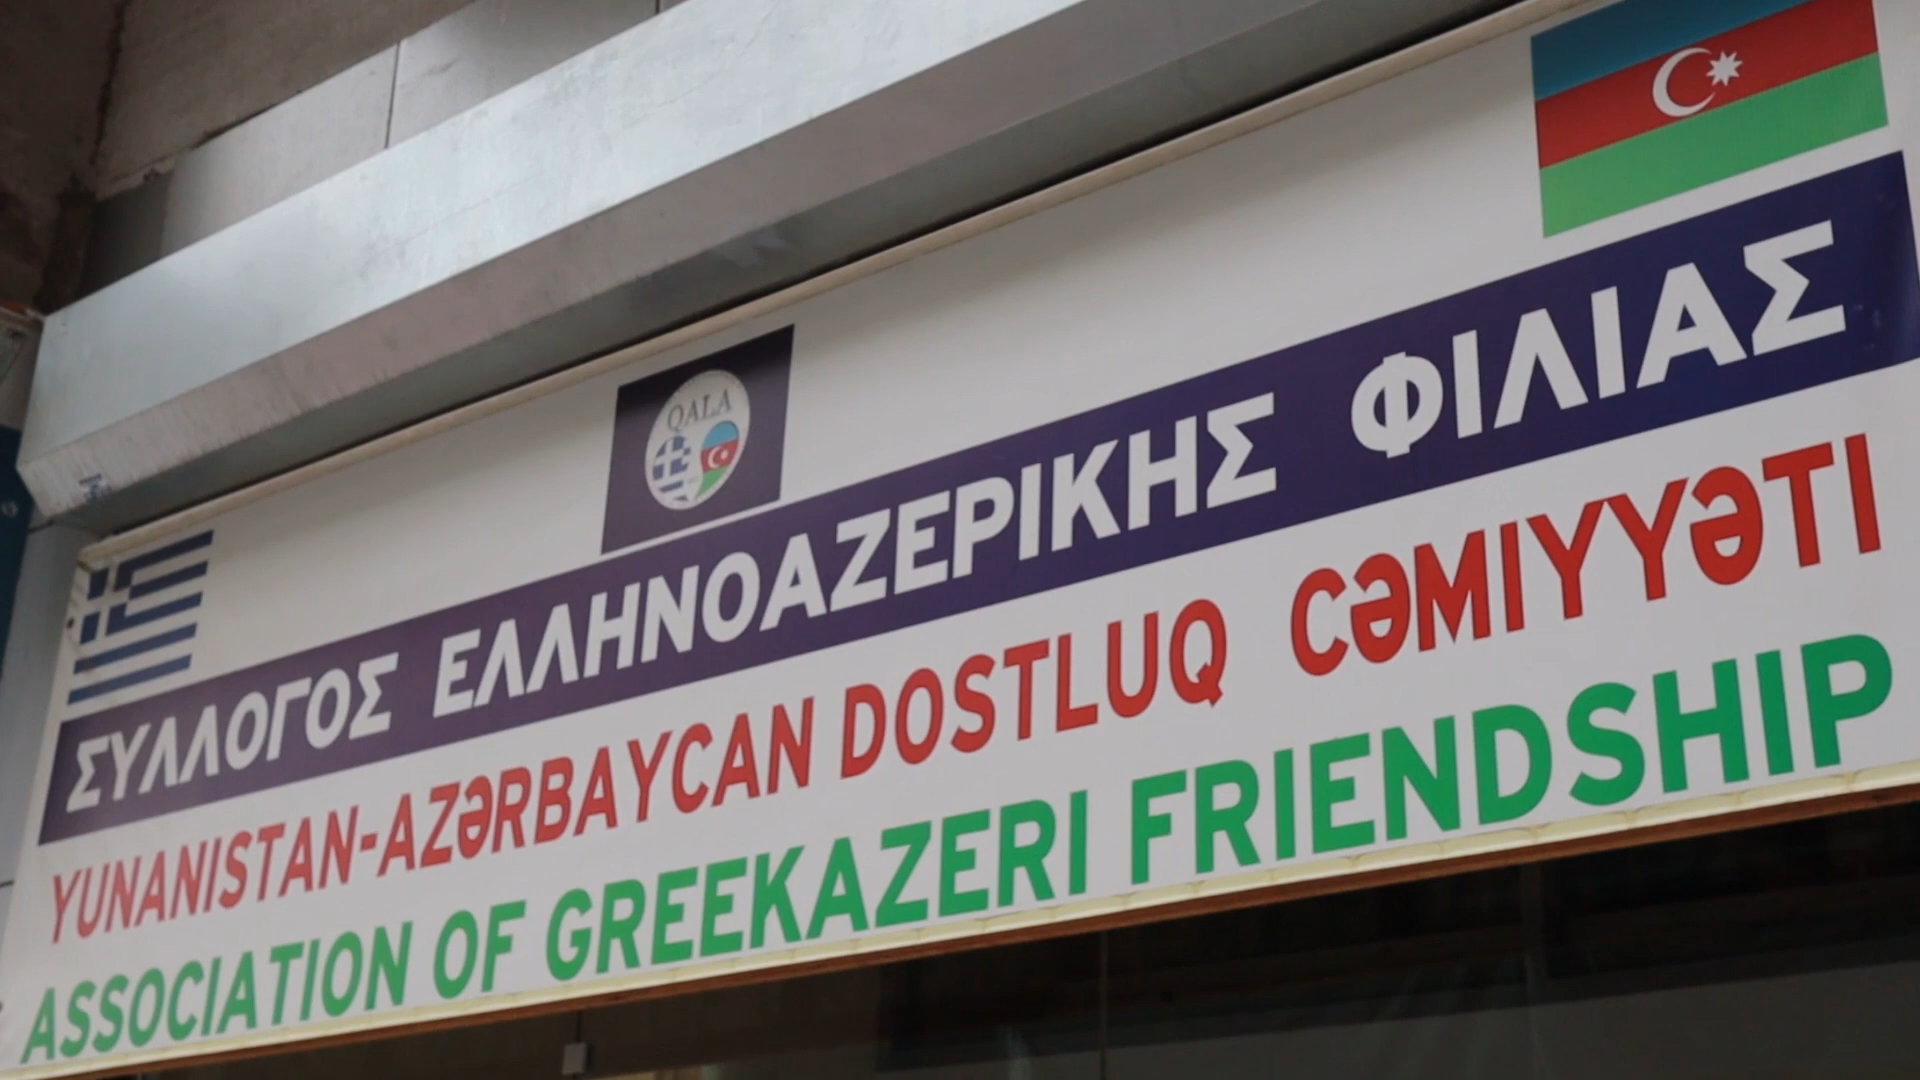 QALA
ΣΥΛΛΟΓΟΣ ΕΛΛΗΝΟΑΖΕΡΙΚΗΣ ΦΙΛΙΑΣ
YUNANISTAN-AZƏRBAYCAN DOSTLUQ CƏMIYYƏTI
ASSOCIATION OF GREEKAZERI FRIENDSHIP